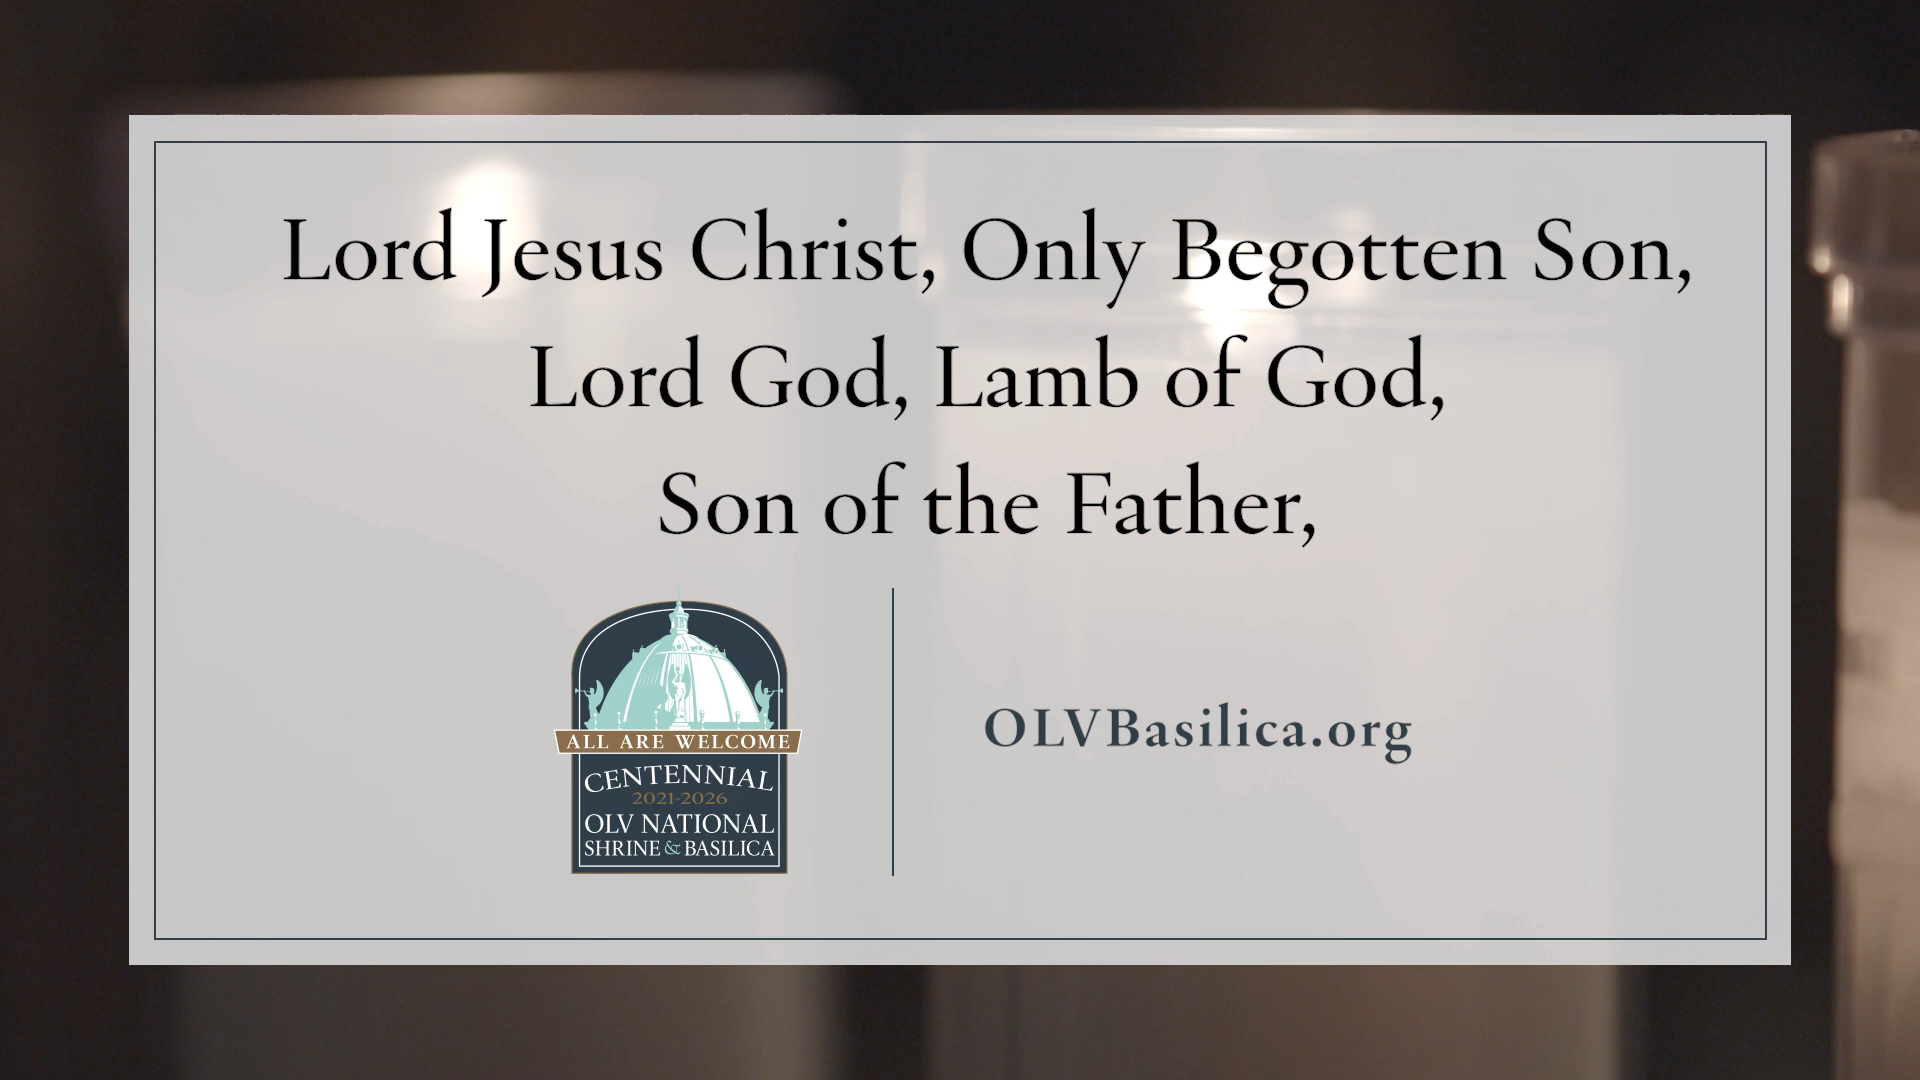 Lord Jesus Christ, Only Begotten Son,
Lord God, Lamb of God,
Son of the Father,
ALL ARE WELCOME
CENTENNIAL
2021-2026
OLV NATIONAL
SHRINE & BASILICA
OLVBasilica.org